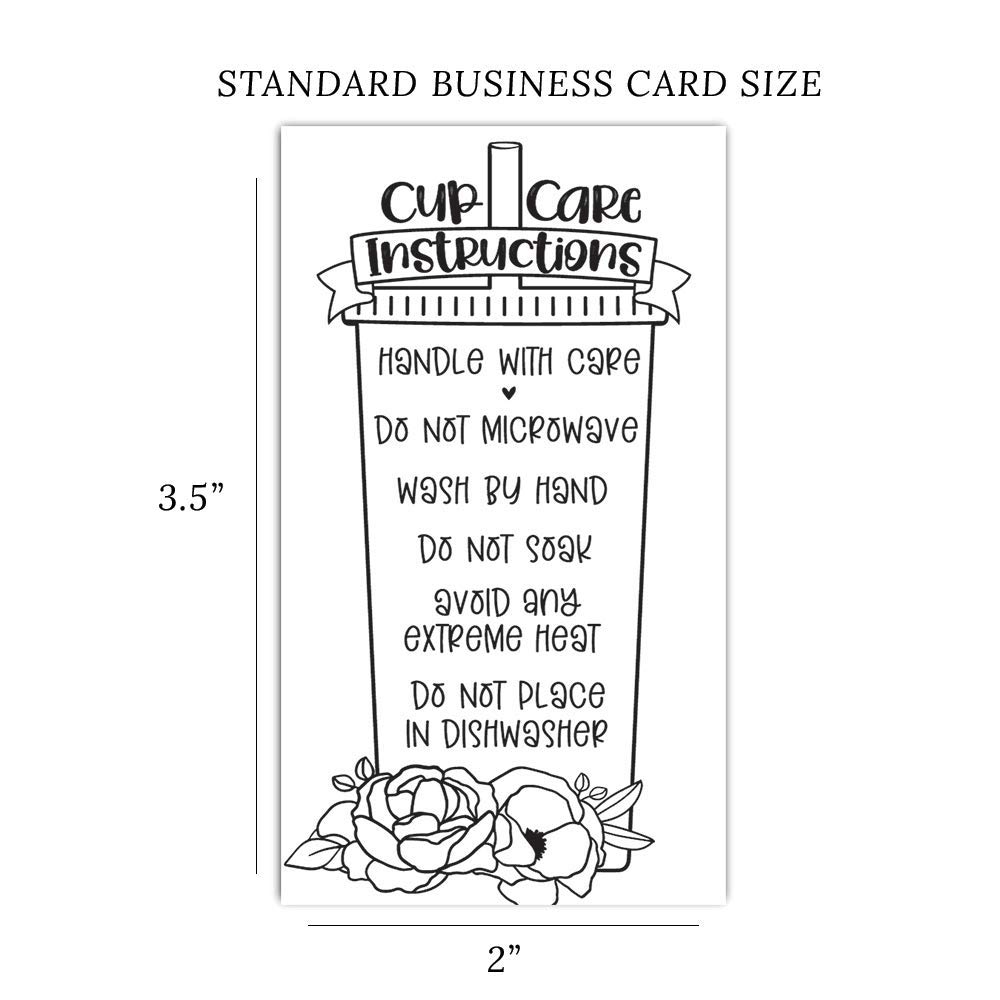 STANDARD BUSINESS CARD SIZE
CUP CARE
INSTRUCTIONS
HANDLE WITH CARE
DO NOT MICROWAVE
WASH BY HAND
3.5”
DO NOT SOAK
AVOID ANY
EXTREME HEAT
DO NOT PLACE
IN DISHWASHER
2”